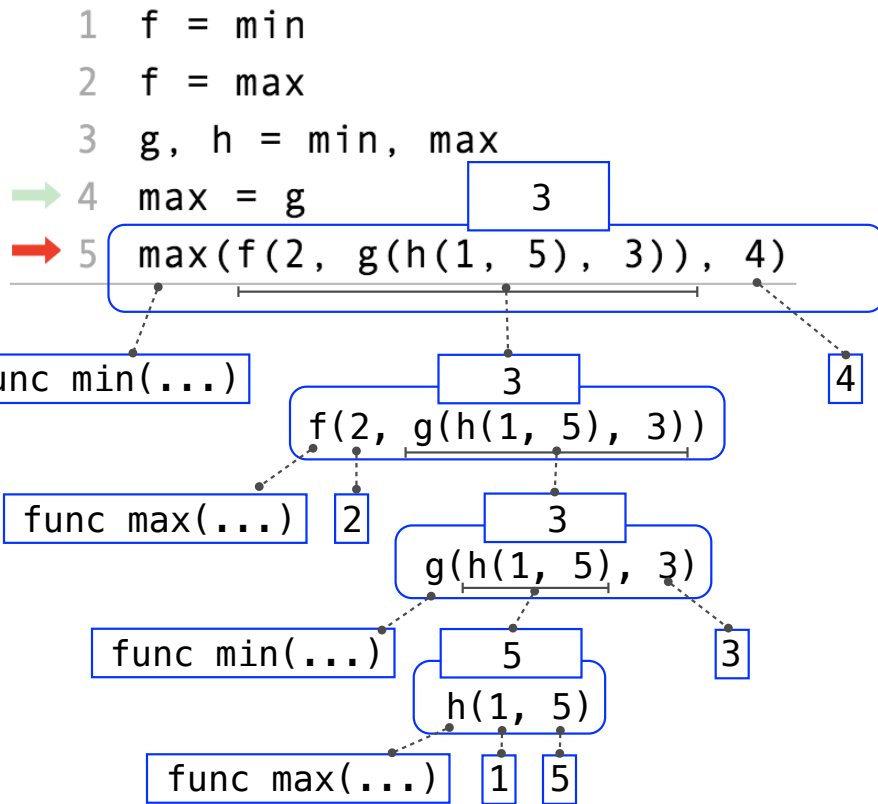 1 f = min
2 f = max
3 g, h = min, max
3
4 max = g
5 max(f(2, g(h(1, 5), 3)), 4)
unc min(...)
3
4
f(2, g(h(1, 5), 3))
func max(...)
2
3
g(h(1, 5), 3)
func min(...)
5
3
h(1, 5)
func max(...)
1
5